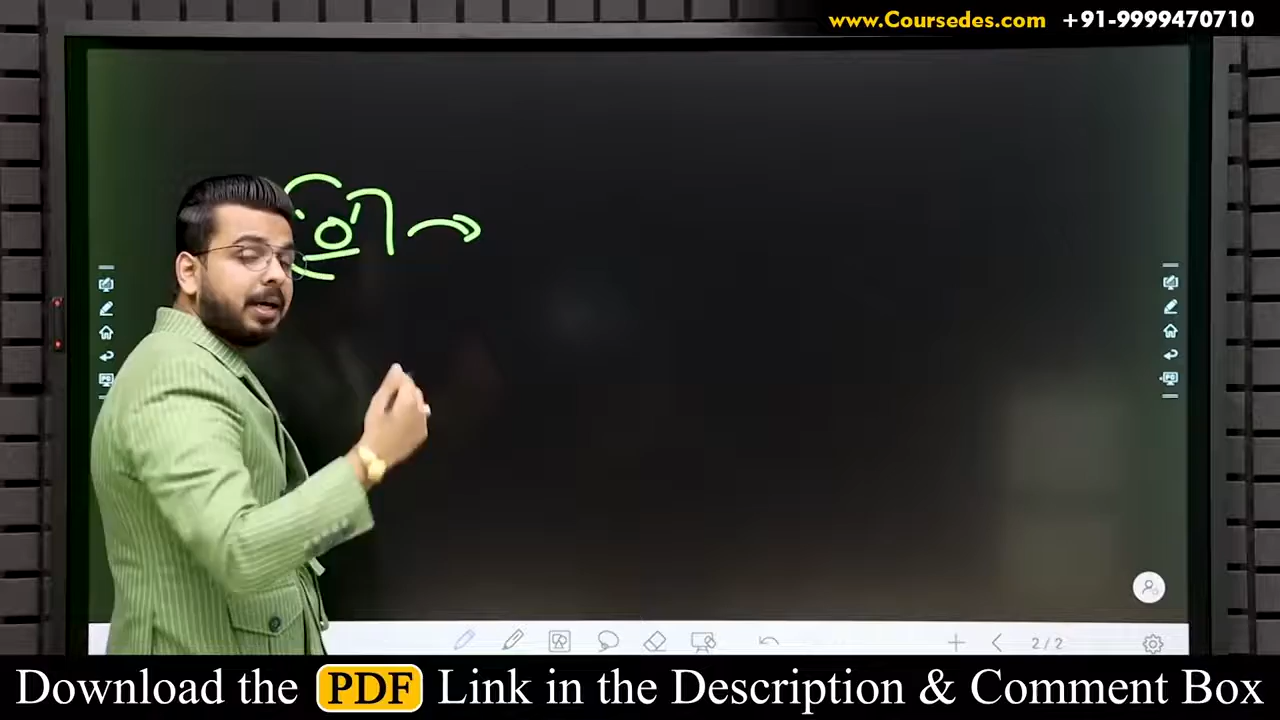 www.Coursedes.com +91-9999470710
2/2
Download the PDF Link in the Description & Comment Box